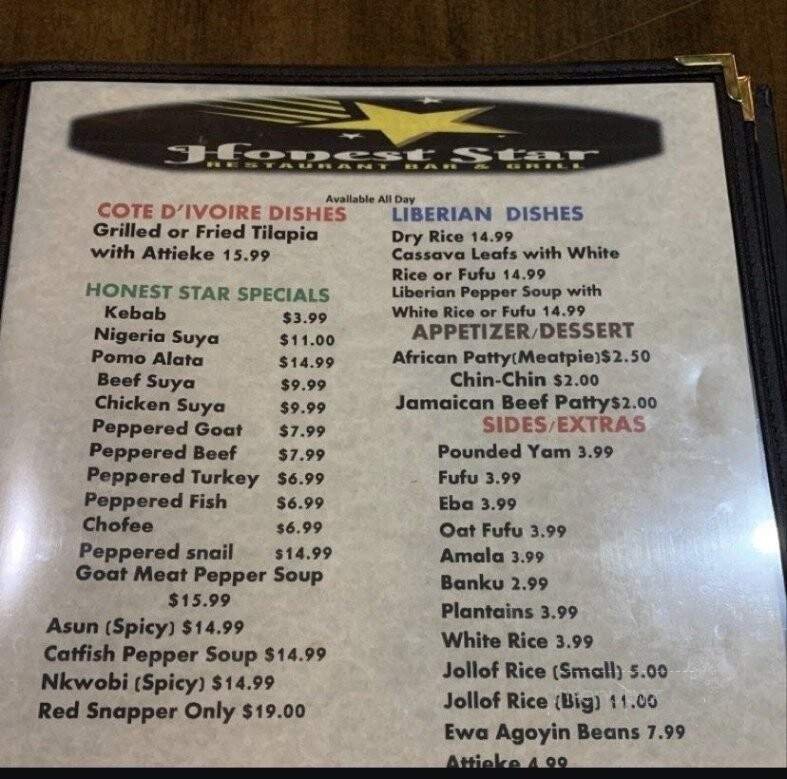 Honest Star
RESTAURANT BAR & GRILL
Available All Day
COTE D'IVOIRE DISHES
Grilled or Fried Tilapia
with Attieke 15.99
HONEST STAR SPECIALS
Kebab $3.99
Nigeria Suya $11.00
Pomo Alata $14.99
Beef Suya $9.99
Chicken Suya $9.99
Peppered Goat $7.99
Peppered Beef $7.99
Peppered Turkey $6.99
Peppered Fish $6.99
Chofee $6.99
Peppered snail $14.99
Goat Meat Pepper Soup
$15.99
Asun (Spicy) $14.99
Catfish Pepper Soup $14.99
Nkwobi (Spicy) $14.99
Red Snapper Only $19.00
LIBERIAN DISHES
Dry Rice 14.99
Cassava Leafs with White
Rice or Fufu 14.99
Liberian Pepper Soup with
White Rice or Fufu 14.99
APPETIZER/DESSERT
African Patty(Meatpie)$2.50
Chin-Chin $2.00
Jamaican Beef Patty$2.00
SIDES/EXTRAS
Pounded Yam 3.99
Fufu 3.99
Eba 3.99
Oat Fufu 3.99
Amala 3.99
Banku 2.99
Plantains 3.99
White Rice 3.99
Jollof Rice (Small) 5.00
Jollof Rice (Big) 11.00
Ewa Agoyin Beans 7.99
Attieke 4.99